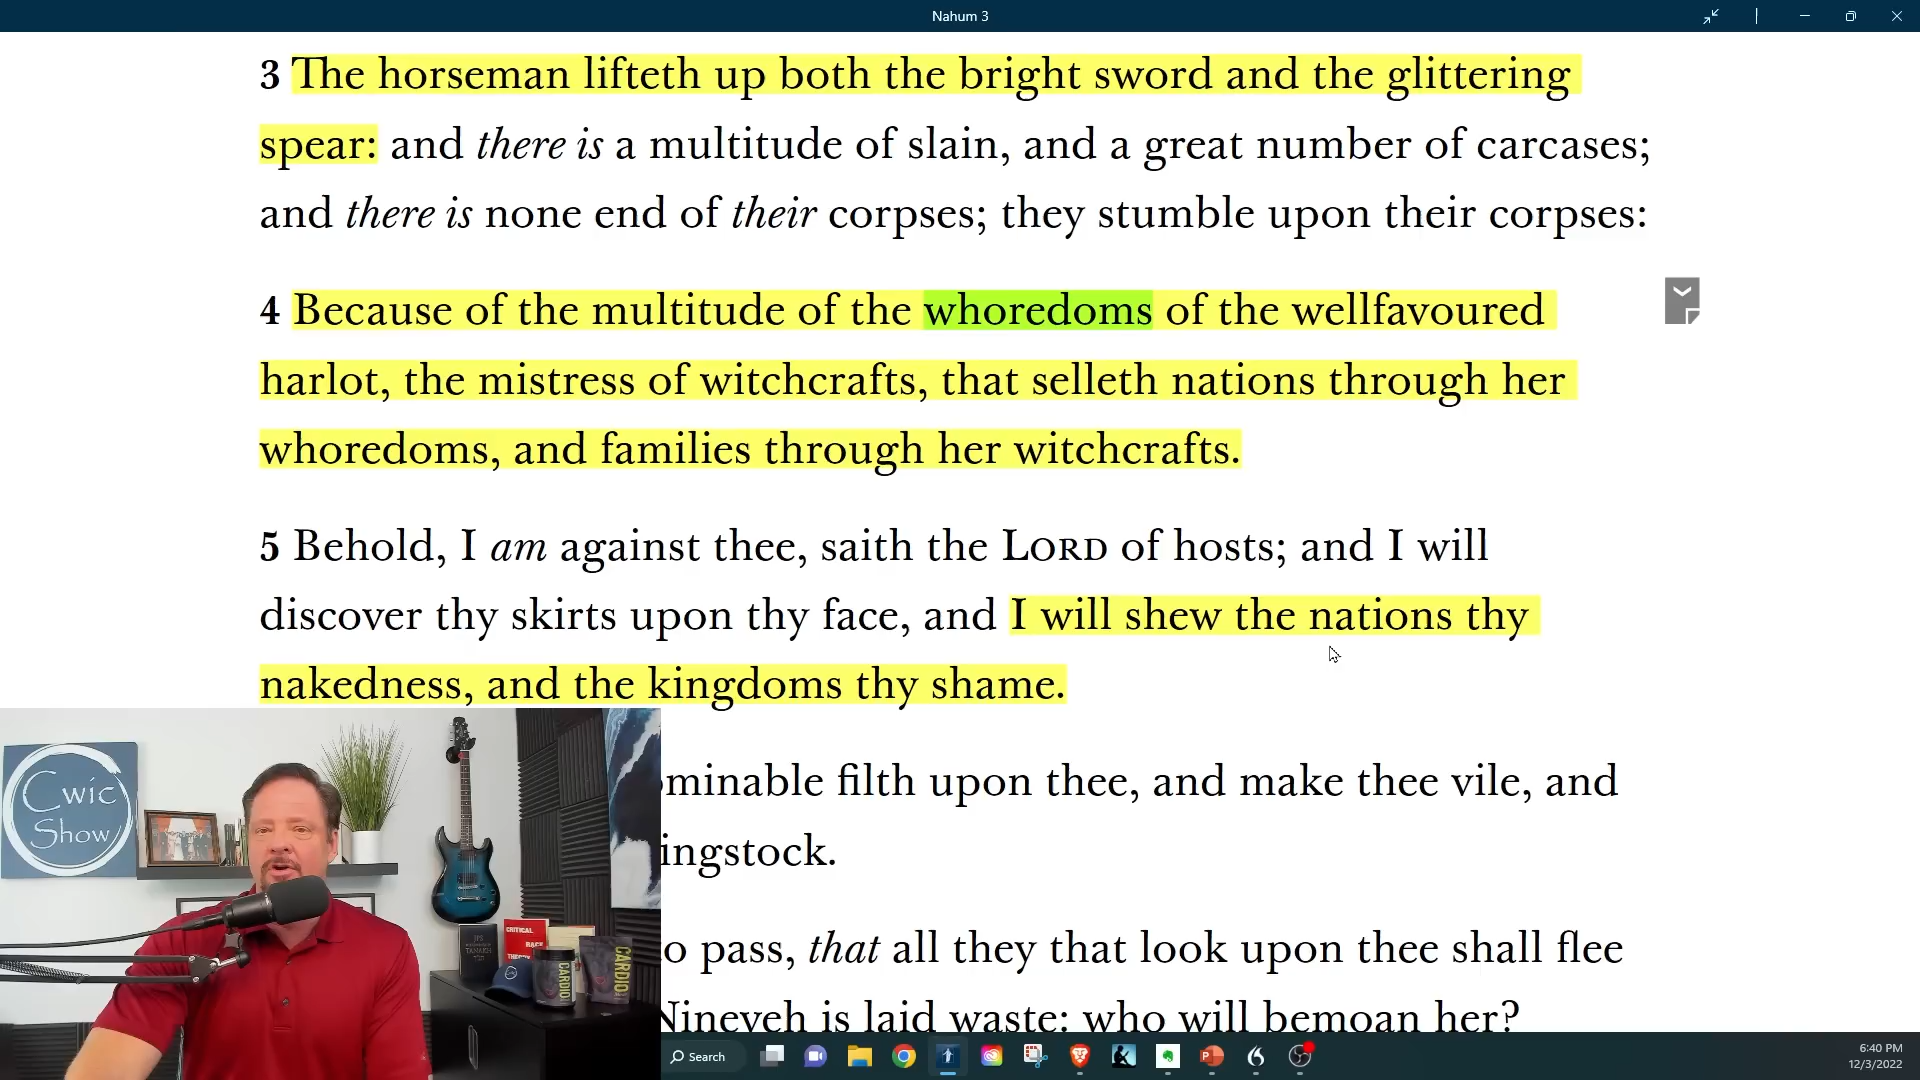 Nahum 3
3 The horseman lifteth up both the bright sword and the glittering
spear: and there is a multitude of slain, and a great number of carcases;
and there is none end of their corpses; they stumble upon their corpses:
4 Because of the multitude of the whoredoms of the wellfavoured
harlot, the mistress of witchcrafts, that selleth nations through her
whoredoms, and families through her witchcrafts.
5 Behold, I am against thee, saith the LORD of hosts; and I will
discover thy skirts upon thy face, and I will shew the nations thy
nakedness, and the kingdoms thy shame.
ominable filth upon thee, and make thee vile, and
ingstock.
o pass, that all they that look upon thee shall flee
Nineveh is laid waste: who will bemoan her?
Cwic
Show
TANAKH
CRITICAL
RACE
THEORY
CARDIO
CARDIO
Search
6:40 PM
12/3/2022